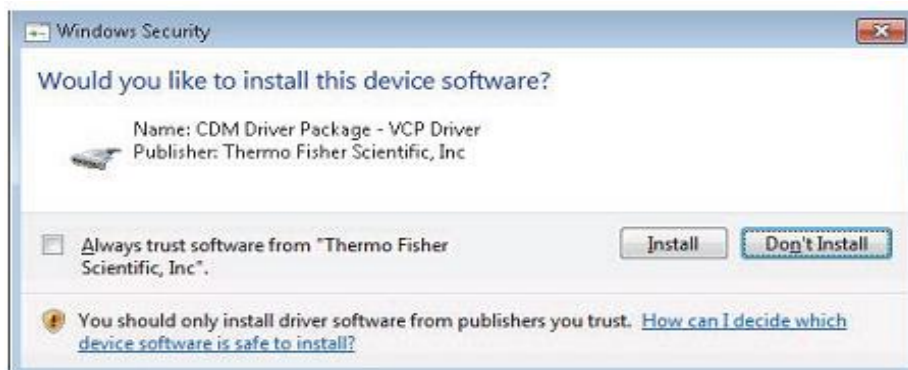 Windows Security
Would you like to install this device software?
Name: CDM Driver Package - VCP Driver
Publisher: Thermo Fisher Scientific, Inc
Always trust software from "Thermo Fisher
Scientific, Inc".
Install
Don't Install
You should only install driver software from publishers you trust. How can I decide which
device software is safe to install?